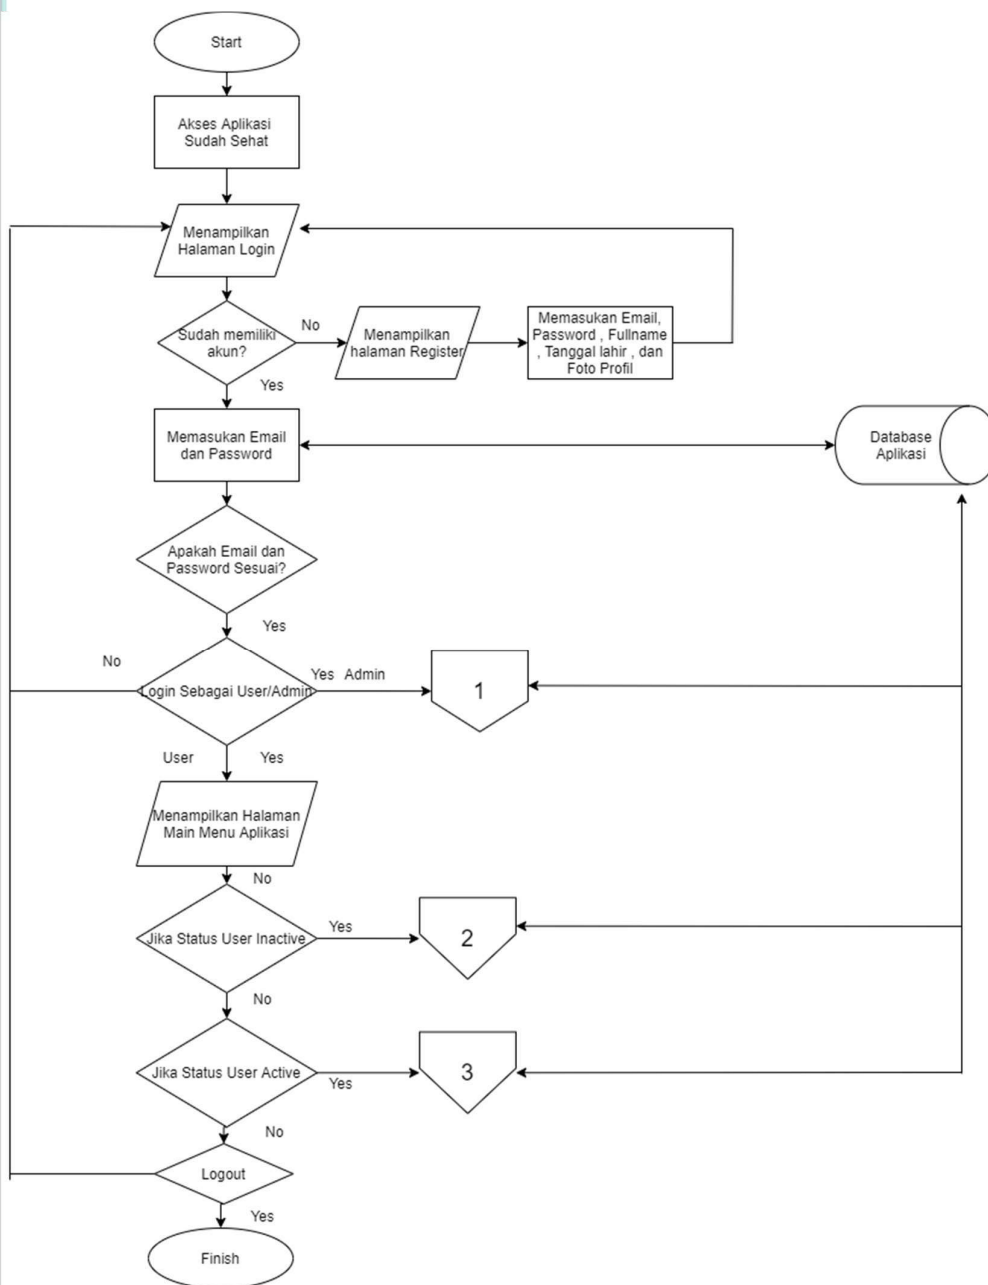 Start
Akses Aplikasi
Sudah Sehat
Menampilkan
Halaman Login
Sudah memiliki
akun?
No
Menampilkan
halaman Register
Memasukan Email,
Password , Fullname
, Tanggal lahir , dan
Foto Profil
Yes
Memasukan Email
dan Password
Database
Aplikasi
Apakah Email dan
Password Sesuai?
Yes
No
Login Sebagai User/Admin
Yes Admin
1
User
Yes
Menampilkan Halaman
Main Menu Aplikasi
No
Jika Status User Inactive
Yes
2
No
Jika Status User Active
Yes
3
No
Logout
Yes
Finish